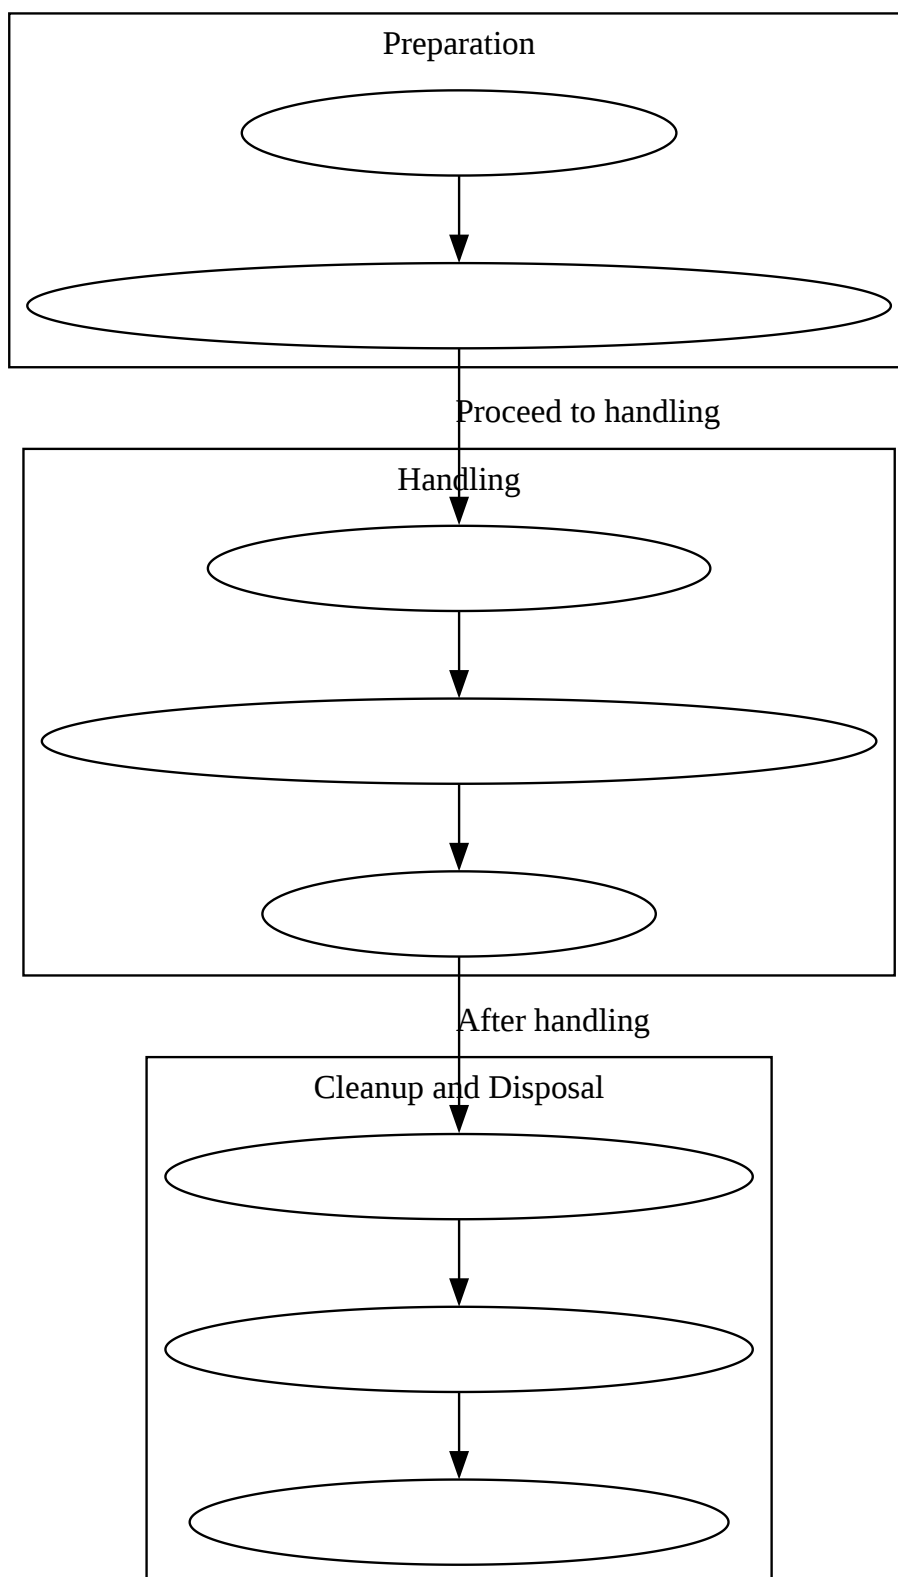 Preparation
Proceed to handling
Handling
After handling
Cleanup and Disposal